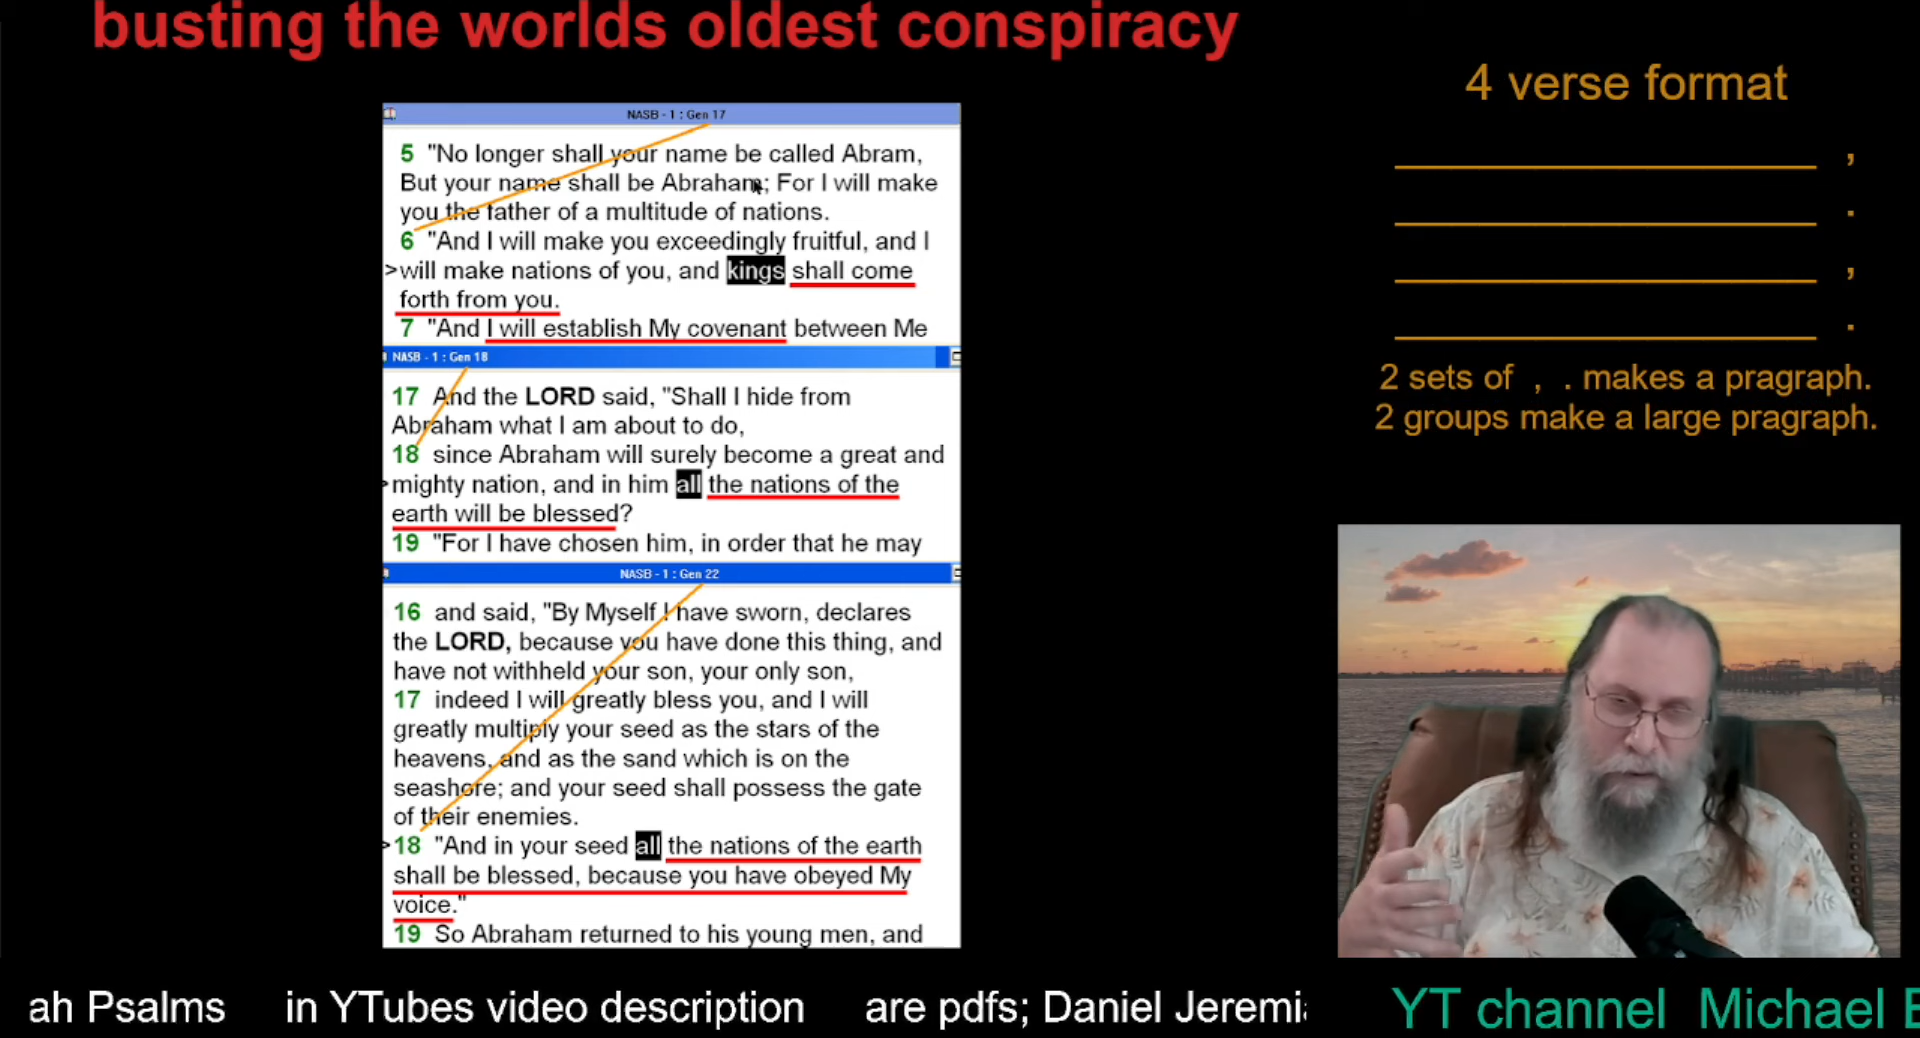 busting the worlds oldest conspiracy
NASB - 1 : Gen 17
5 "No longer shall your name be called Abram,
But your name shall be Abraham; For I will make
you the father of a multitude of nations.
6 "And I will make you exceedingly fruitful, and I
>will make nations of you, and kings shall come
forth from you.
7 "And I will establish My covenant between Me
NASB - 1 : Gen 18
17 And the LORD said, "Shall I hide from
Abraham what I am about to do,
18 since Abraham will surely become a great and
>mighty nation, and in him all the nations of the
earth will be blessed?
19 "For I have chosen him, in order that he may
NASB - 1 : Gen 22
16 and said, "By Myself I have sworn, declares
the LORD, because you have done this thing, and
have not withheld your son, your only son,
17 indeed I will greatly bless you, and I will
greatly multiply your seed as the stars of the
heavens, and as the sand which is on the
seashore; and your seed shall possess the gate
of their enemies.
>18 "And in your seed all the nations of the earth
shall be blessed, because you have obeyed My
voice."
19 So Abraham returned to his young men, and
4 verse format
,
.
,
.
2 sets of , . makes a pragraph.
2 groups make a large pragraph.
ah Psalms in YTubes video description are pdfs; Daniel Jeremia
YT channel Michael E